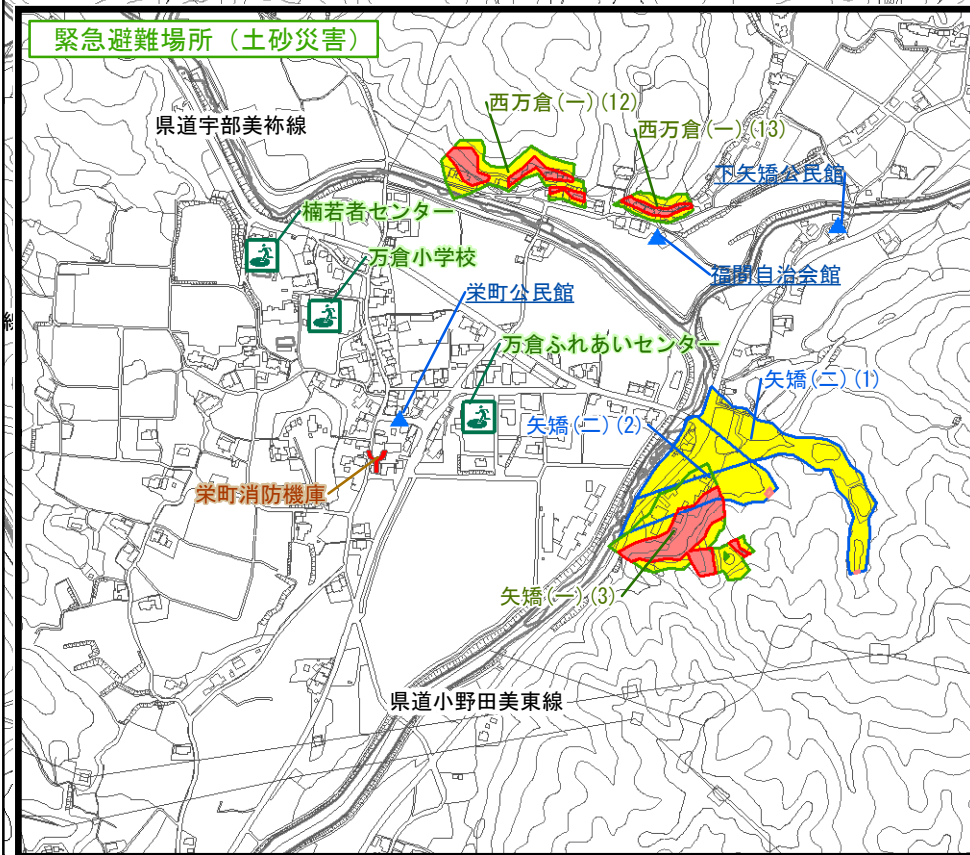 緊急避難場所（土砂災害）
西万倉(一)(12)
県道宇部美祢線
西万倉(一)(13)
下矢矯公民館
楠若者センター
万倉小学校
福間自治会館
栄町公民館
万倉ふれあいセンター
矢矯(二)(1)
矢矯(二)(2)
栄町消防機庫
矢矯(一)(3)
県道小野田美東線